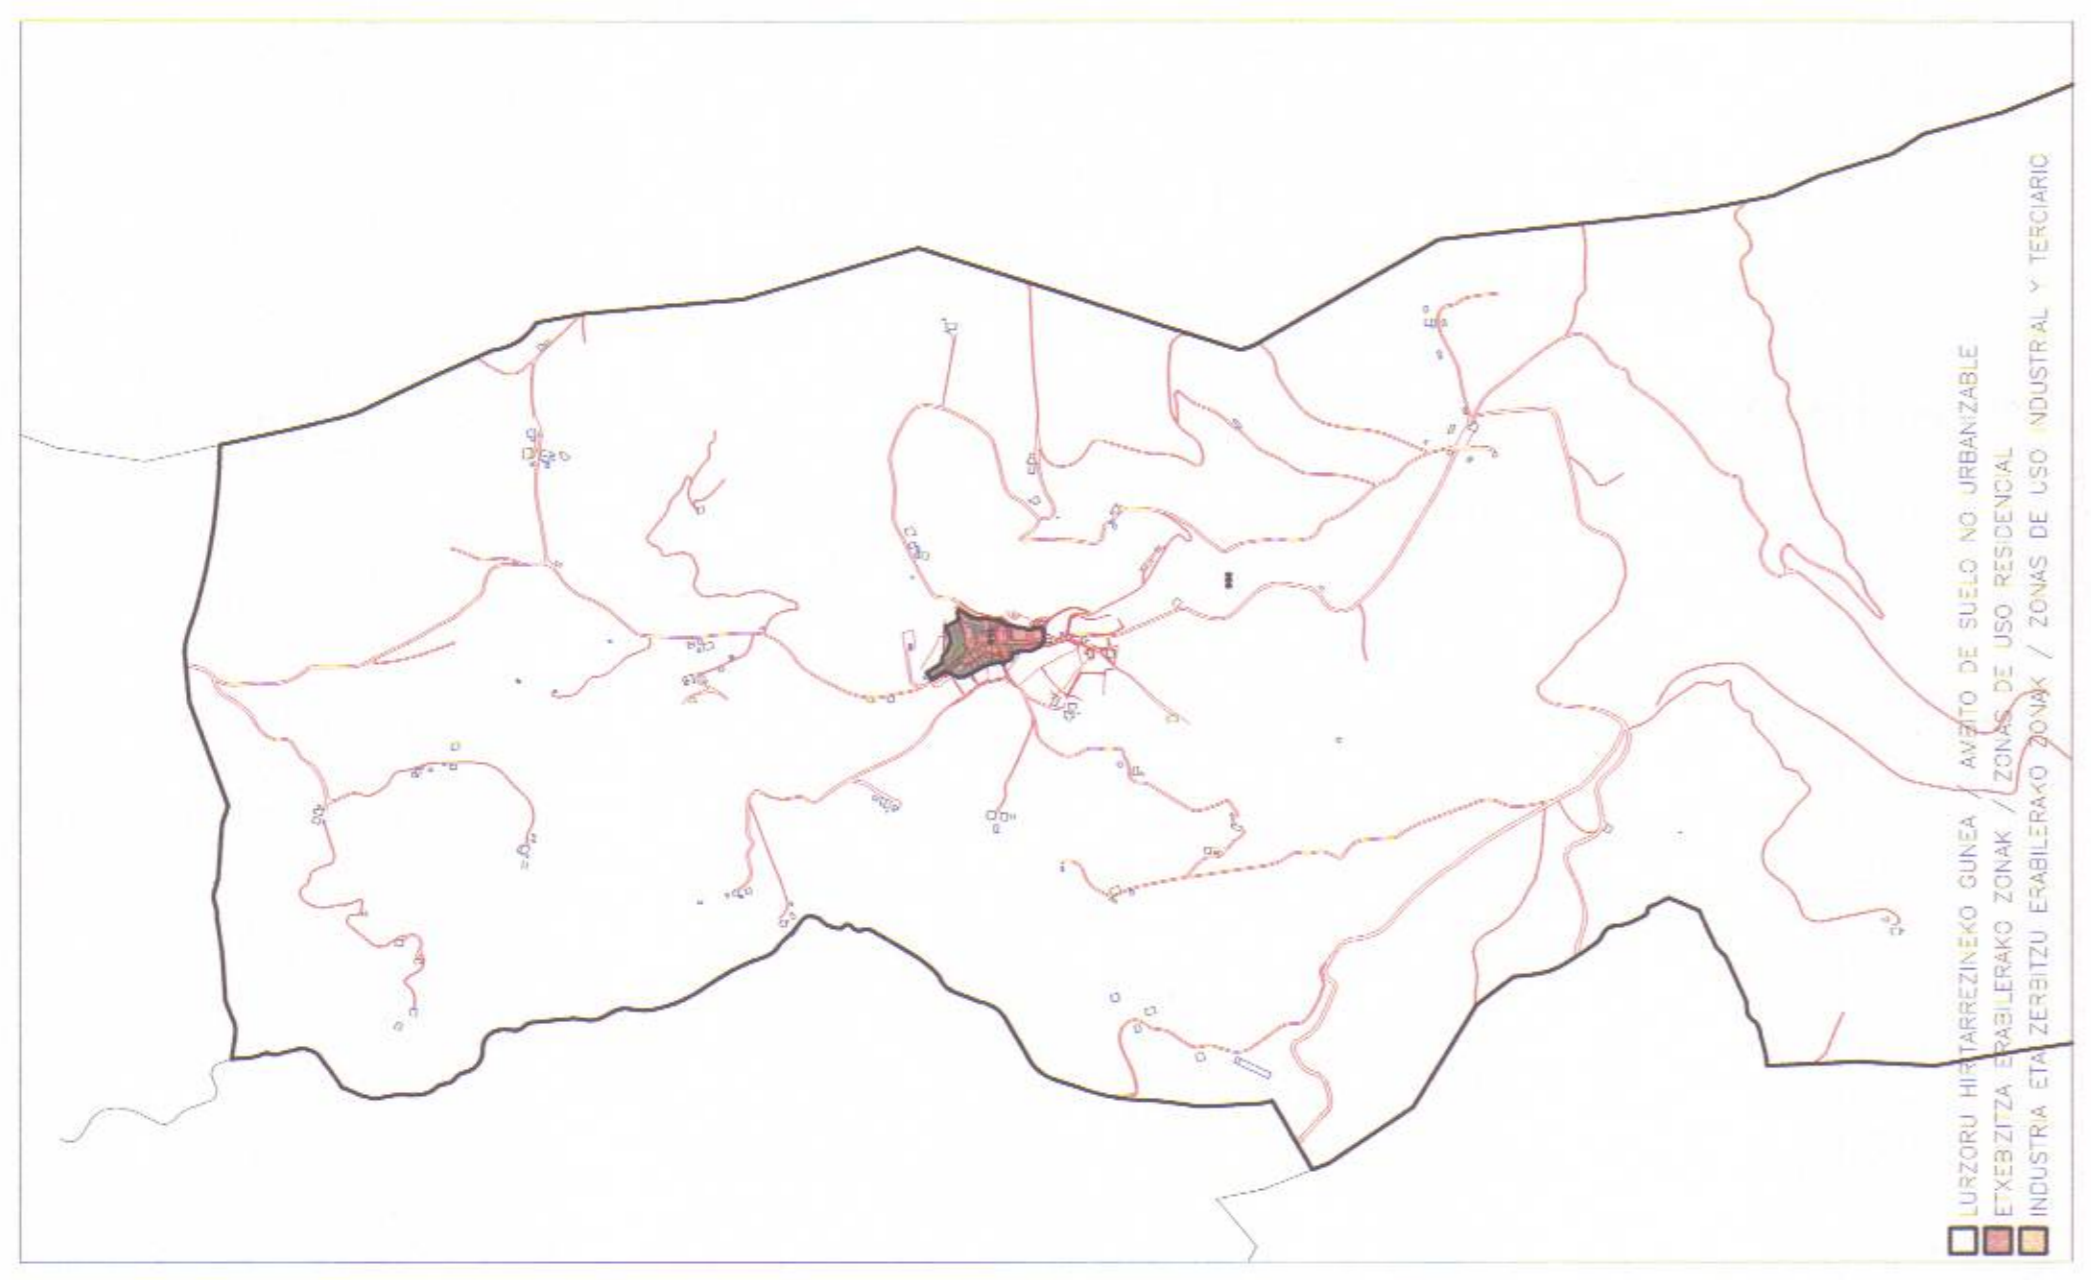 LURZORU HIRITARREZINEKO GUNEA / AMBITO DE SUELO NO URBANIZABLE
ETXEBIZITZA ERABILERAKO ZONAK / ZONAS DE USO RESIDENCIAL
INDUSTRIA ETA ZERBITZU ERABILERAKO ZONAK / ZONAS DE USO INDUSTRIAL Y TERCIARIO